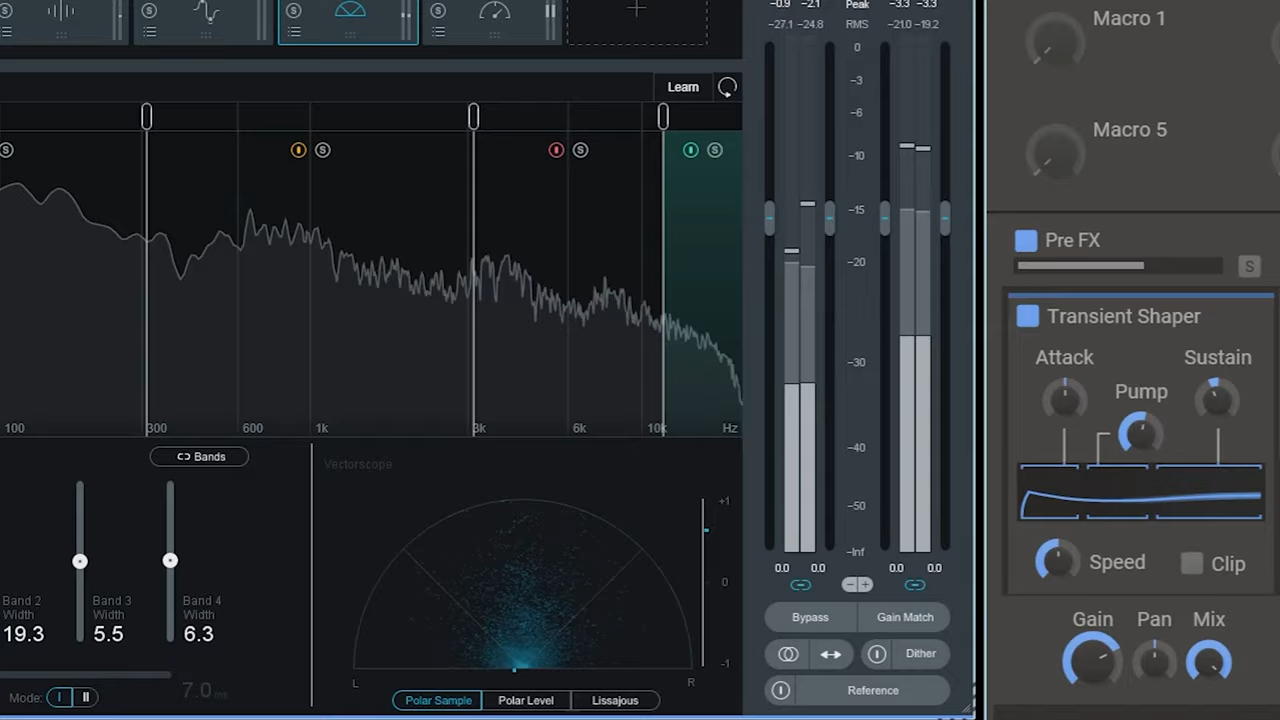 -0.9 -2.1 Peak -3.3 -3.3
-27.1 -24.8 RMS -21.0 -19.2
S S S S
0
-3
-6
-10
-15
-20
-30
-40
-50
-Inf
0.0 0.0 0.0 0.0
Learn
S S S S
100 300 600 1k 3k 6k 10k Hz
Bands
Band 2 Width 19.3
Band 3 Width 5.5
Band 4 Width 6.3
Mode: I II
7.0 ms
Vectorscope
+1
0
-1
L R
Polar Sample Polar Level Lissajous
Bypass Gain Match
Dither
Reference
Macro 1
Macro 5
Pre FX
S
Transient Shaper
Attack Sustain
Pump
Speed Clip
Gain Pan Mix